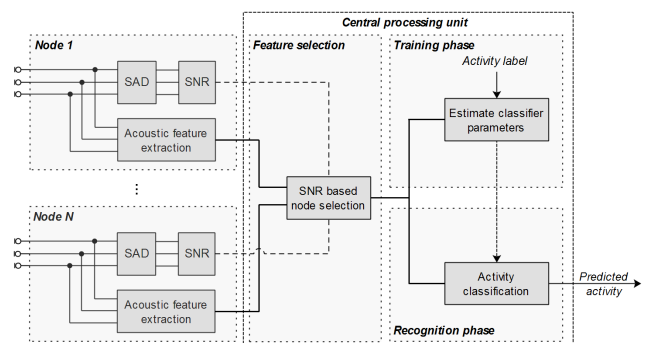 Central processing unit
Node 1
Feature selection
Training phase
Activity label
SAD
SNR
Estimate classifier
parameters
Acoustic feature
extraction
SNR based
node selection
Node N
SAD
SNR
Activity
classification
Predicted
activity
Acoustic feature
extraction
Recognition phase